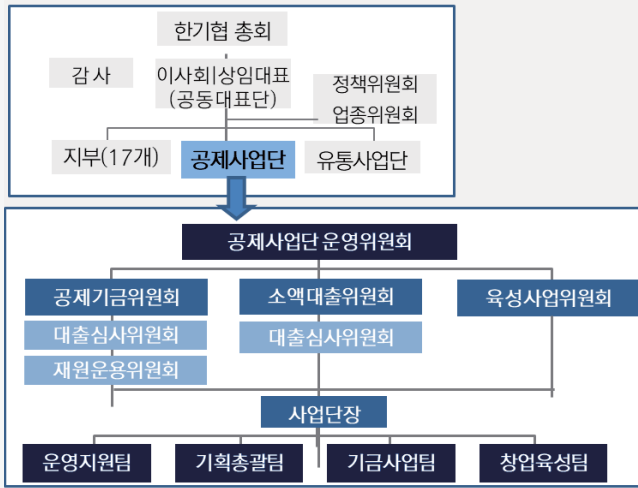 한기협 총회
감사
이사회|상임대표
(공동대표단)
정책위원회
업종위원회
지부(17개)
공제사업단
유통사업단
공제사업단 운영위원회
공제기금위원회
소액대출위원회
육성사업위원회
대출심사위원회
대출심사위원회
재원운용위원회
사업단장
운영지원팀
기획총괄팀
기금사업팀
창업육성팀